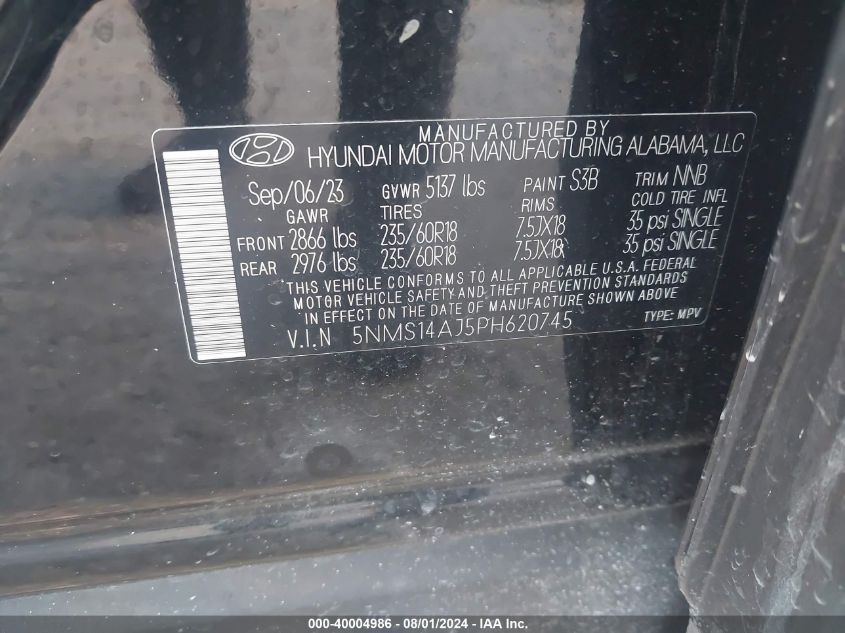 MANUFACTURED BY
HYUNDAI MOTOR MANUFACTURING ALABAMA, LLC
Sep/06/23 GVWR 5137 lbs PAINT S3B TRIM NNB
GAWR TIRES RIMS COLD TIRE INFL
FRONT 2866 lbs 235/60R18 7.5JX18 35 psi SINGLE
REAR 2976 lbs 235/60R18 7.5JX18 35 psi SINGLE
THIS VEHICLE CONFORMS TO ALL APPLICABLE U.S.A. FEDERAL
MOTOR VEHICLE SAFETY AND THEFT PREVENTION STANDARDS
IN EFFECT ON THE DATE OF MANUFACTURE SHOWN ABOVE
V.I.N 5NMS14AJ5PH620745 TYPE: MPV
000-40004986 - 08/01/2024 - IAA Inc.